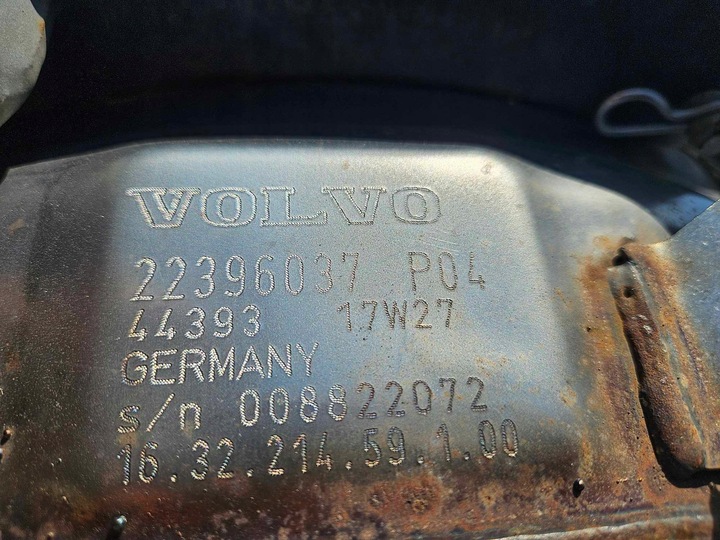 VOLVO
22396037 P04
44393 17W27
GERMANY
s/n 008822072
16.32.214.59.1.00